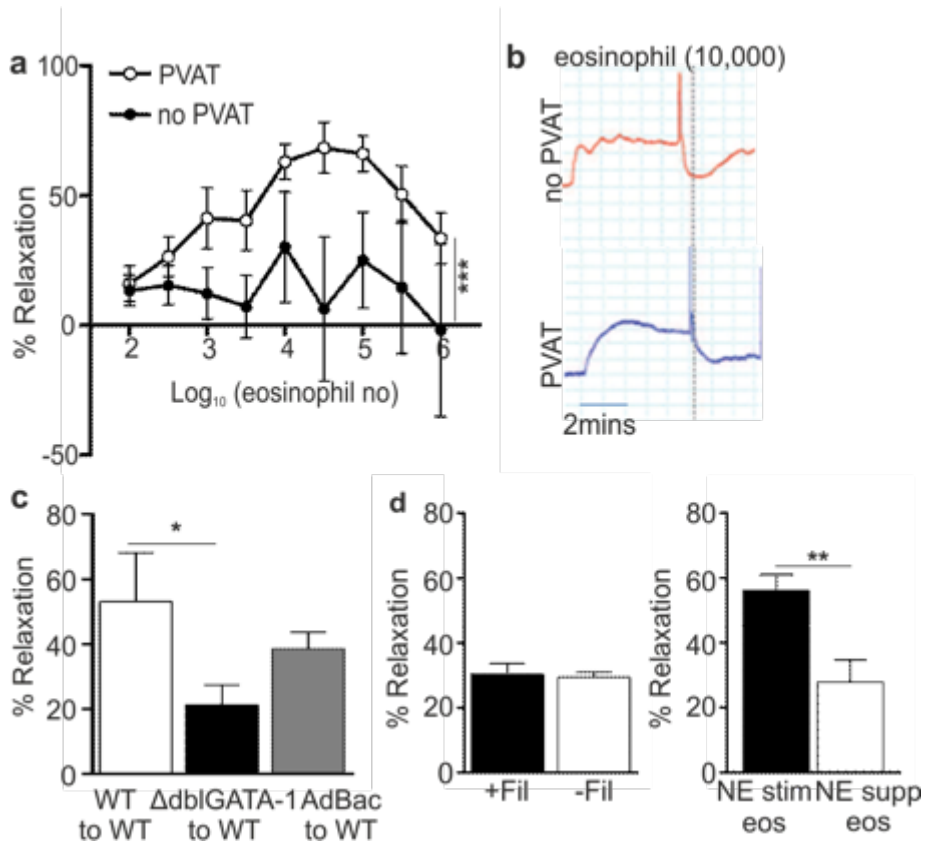 a
100
50
0
-50
% Relaxation
PVAT
no PVAT
2 3 4 5 6
Log₁₀ (eosinophil no)
***
b
eosinophil (10,000)
no PVAT
PVAT
2mins
c
80
60
40
20
0
% Relaxation
*
WT ΔdblGATA-1 AdBac
to WT to WT to WT
d
80
60
40
20
0
% Relaxation
+Fil -Fil
80
60
40
20
0
% Relaxation
**
NE stim NE supp
eos eos